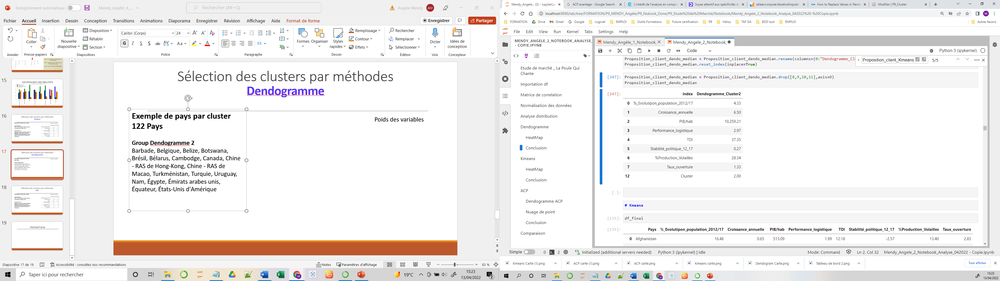 Enregistrement automatique
Mendy_Angèle_4_...
Rechercher (Alt+Q)
Angele Mendy
AM
Fichier Accueil Insertion Dessin Conception Transitions Animations Diaporama Enregistrer Révision Affichage Aide Format de forme
Enregistrer
Partager
Annuler
Coller
Presse-papiers
Nouvelle diapositive
Disposition
Rétablir
Section
Diapositives
Calibri (Corps) 24
Police
Paragraphe
Formes
Organiser
Styles rapides
Remplissage
Contour
Effets
Dessin
Rechercher
Remplacer
Sélectionner
Édition
Dicter
Voix
Idées de conception
Concepteur
15
COMPARAISON DES RESULTATS
16
Sélection des clusters par méthodes
Kmeans
17
Sélection des clusters par méthodes
Dendogramme
18
Sélection des clusters par méthodes
ACP
19
PROPOSITIONS
Sélection des clusters par méthodes
Dendogramme
Exemple de pays par cluster
122 Pays
Poids des variables
Group Dendogramme 2
Barbade, Belgique, Belize, Botswana,
Brésil, Bélarus, Cambodge, Canada, Chine
- RAS de Hong-Kong, Chine - RAS de
Macao, Turkménistan, Turquie, Uruguay,
Nam, Égypte, Émirats arabes unis,
Équateur, États-Unis d'Amérique
Diapositive 17 de 19
Accessibilité : consultez nos recommandations
Notes
Paramètres d'affichage
83 %
Taper ici pour rechercher
19°C
15:23
13/04/2022
2
Mendy_Angele... (2) - JupyterLa
ACP avantage - Google Search
L'intérêt de l'analyse en compos
Soyez attentif aux spécificités de
sklearn.impute.IterativeImputer
How to Replace Values in Panda
Modifier | P9_Cluster
localhost:8890/lab/tree/FORMATION/P9_MENDY_Angèle/P9_Nobook_Done/P9_Etude%20de%20Marché/Notebook/Mendy_Angele_2_Notebook_Analyse_042022%20-%20Copie.ipynb
FORMATION Drive Gmail Google Logiciel EMPLOI Outils Formations Future certification P9 Helou TAF DA BDD tool EMPLOI
Autres favoris
File Edit View Run Kernel Tabs Settings Help
MENDY_ANGELE_2_NOTEBOOK_ANALYSE_
- COPIE.IPYNB
Etude de marché _ La Poule Qui
Chante
Importation df
Matrice de correlation
Normalisation des données
Analyse distribution
Dendogramme
HeatMap
Conclusion:
Kmeans
HeatMap
Conclusion:
ACP
Dendogramme ACP
Nuage de point
Conclusion
Comparaison
Mendy_Angèle_1_Notebook_
Mendy_Angele_2_Notebook_
Code
Python 3 (ipykernel)
Proposition_client_Kmeans_
5/5
Proposition_client_dendo_median = Proposition_client_dendo_median.rename(columns={0:"Dendogramme_Cl
Proposition_client_dendo_median.reset_index(inplace=True)
[247]: Proposition_client_dendo_median = Proposition_client_dendo_median.drop([8,9,10,11],axis=0)
Proposition_client_dendo_median
[247]: index Dendogramme_Cluster2
0 %_Evolutipon_population_2012/17 4.33
1 Croissance_annuelle 6.50
2 PIB/hab 10,259.21
3 Performance_logistique 2.97
4 TDI 37.35
5 Stabilité_politique_12_17 0.27
6 %Production_Volailles 28.34
7 Taux_ouverture 1.33
12 Cluster 2.00
[ ]:
# Kmeans
[135]: df_final
[135]: Pays %_Evolutipon_population_2012/17 Croissance_annuelle PIB/hab Performance_logistique TDI Stabilité_politique_12_17 %Production_Volailles Taux_ouverture
0 Afghanistan 16.48 0.65 513.09 1.99 12.18 -2.57 13.40 2.83
Simple 0 2 Initialized (additional servers needed) Python 3 (ipykernel) | Idle
Mode: Command Ln 2, Col 32 Mendy_Angele_2_Notebook_Analyse_042022 - Copie.ipynb
Kmeans Carte (1).png
ACP carte (1).png
ACP carte.png
Kmeans carte.png
Dendogram Carte.png
Tableau de bord 2.png
Tout afficher
15:23
13/04/2022